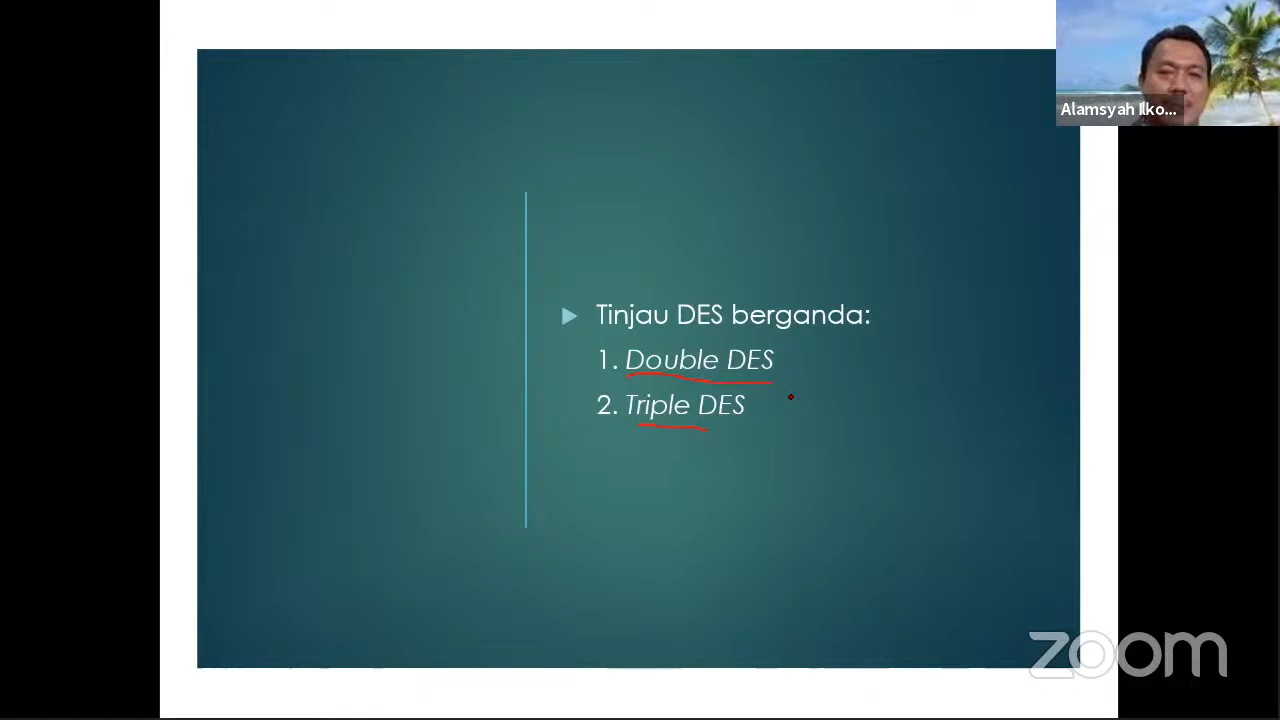 Alamsyah Ilko...
Tinjau DES berganda:
1. Double DES
2. Triple DES
zoom